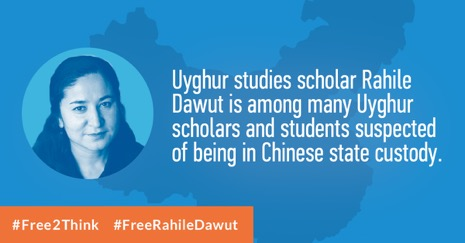 Uyghur studies scholar Rahile
Dawut is among many Uyghur
scholars and students suspected
of being in Chinese state custody.
#Free2Think #FreeRahileDawut